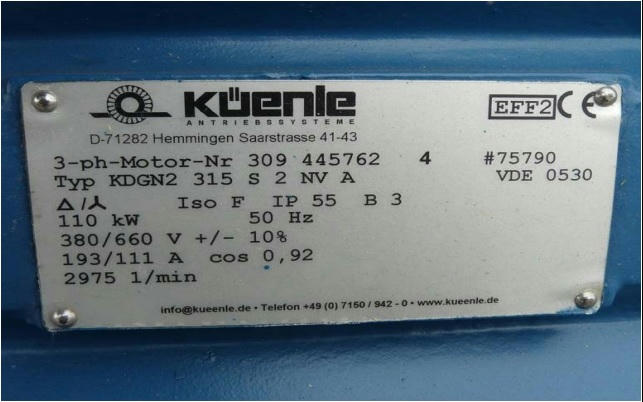 KÜENLE
ANTRIEBSSYSTEME
EFF2 CE
D-71282 Hemmingen Saarstrasse 41-43
3-ph-Motor-Nr 309 445762 4 #75790
Typ KDGN2 315 S 2 NV A VDE 0530
Δ/⅄ Iso F IP 55 B 3
110 kW 50 Hz
380/660 V +/- 10%
193/111 A cos 0,92
2975 1/min
info@kueenle.de • Telefon +49 (0) 7150 / 942 - 0 • www.kueenle.de